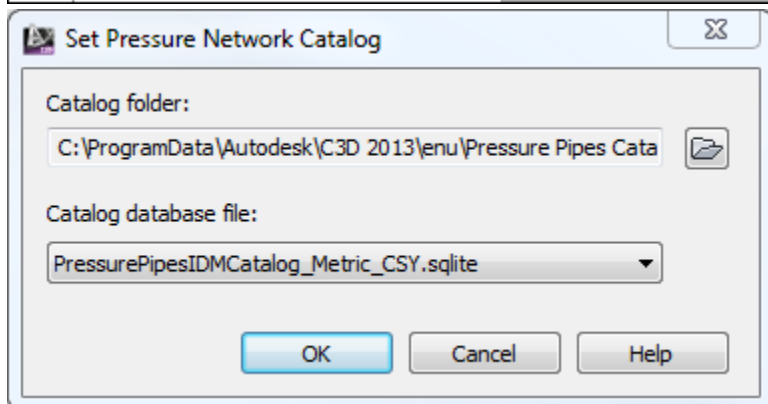 Set Pressure Network Catalog
Catalog folder:
C:\ProgramData\Autodesk\C3D 2013\enu\Pressure Pipes Cata
Catalog database file:
PressurePipesIDMCatalog_Metric_CSY.sqlite
OK Cancel Help